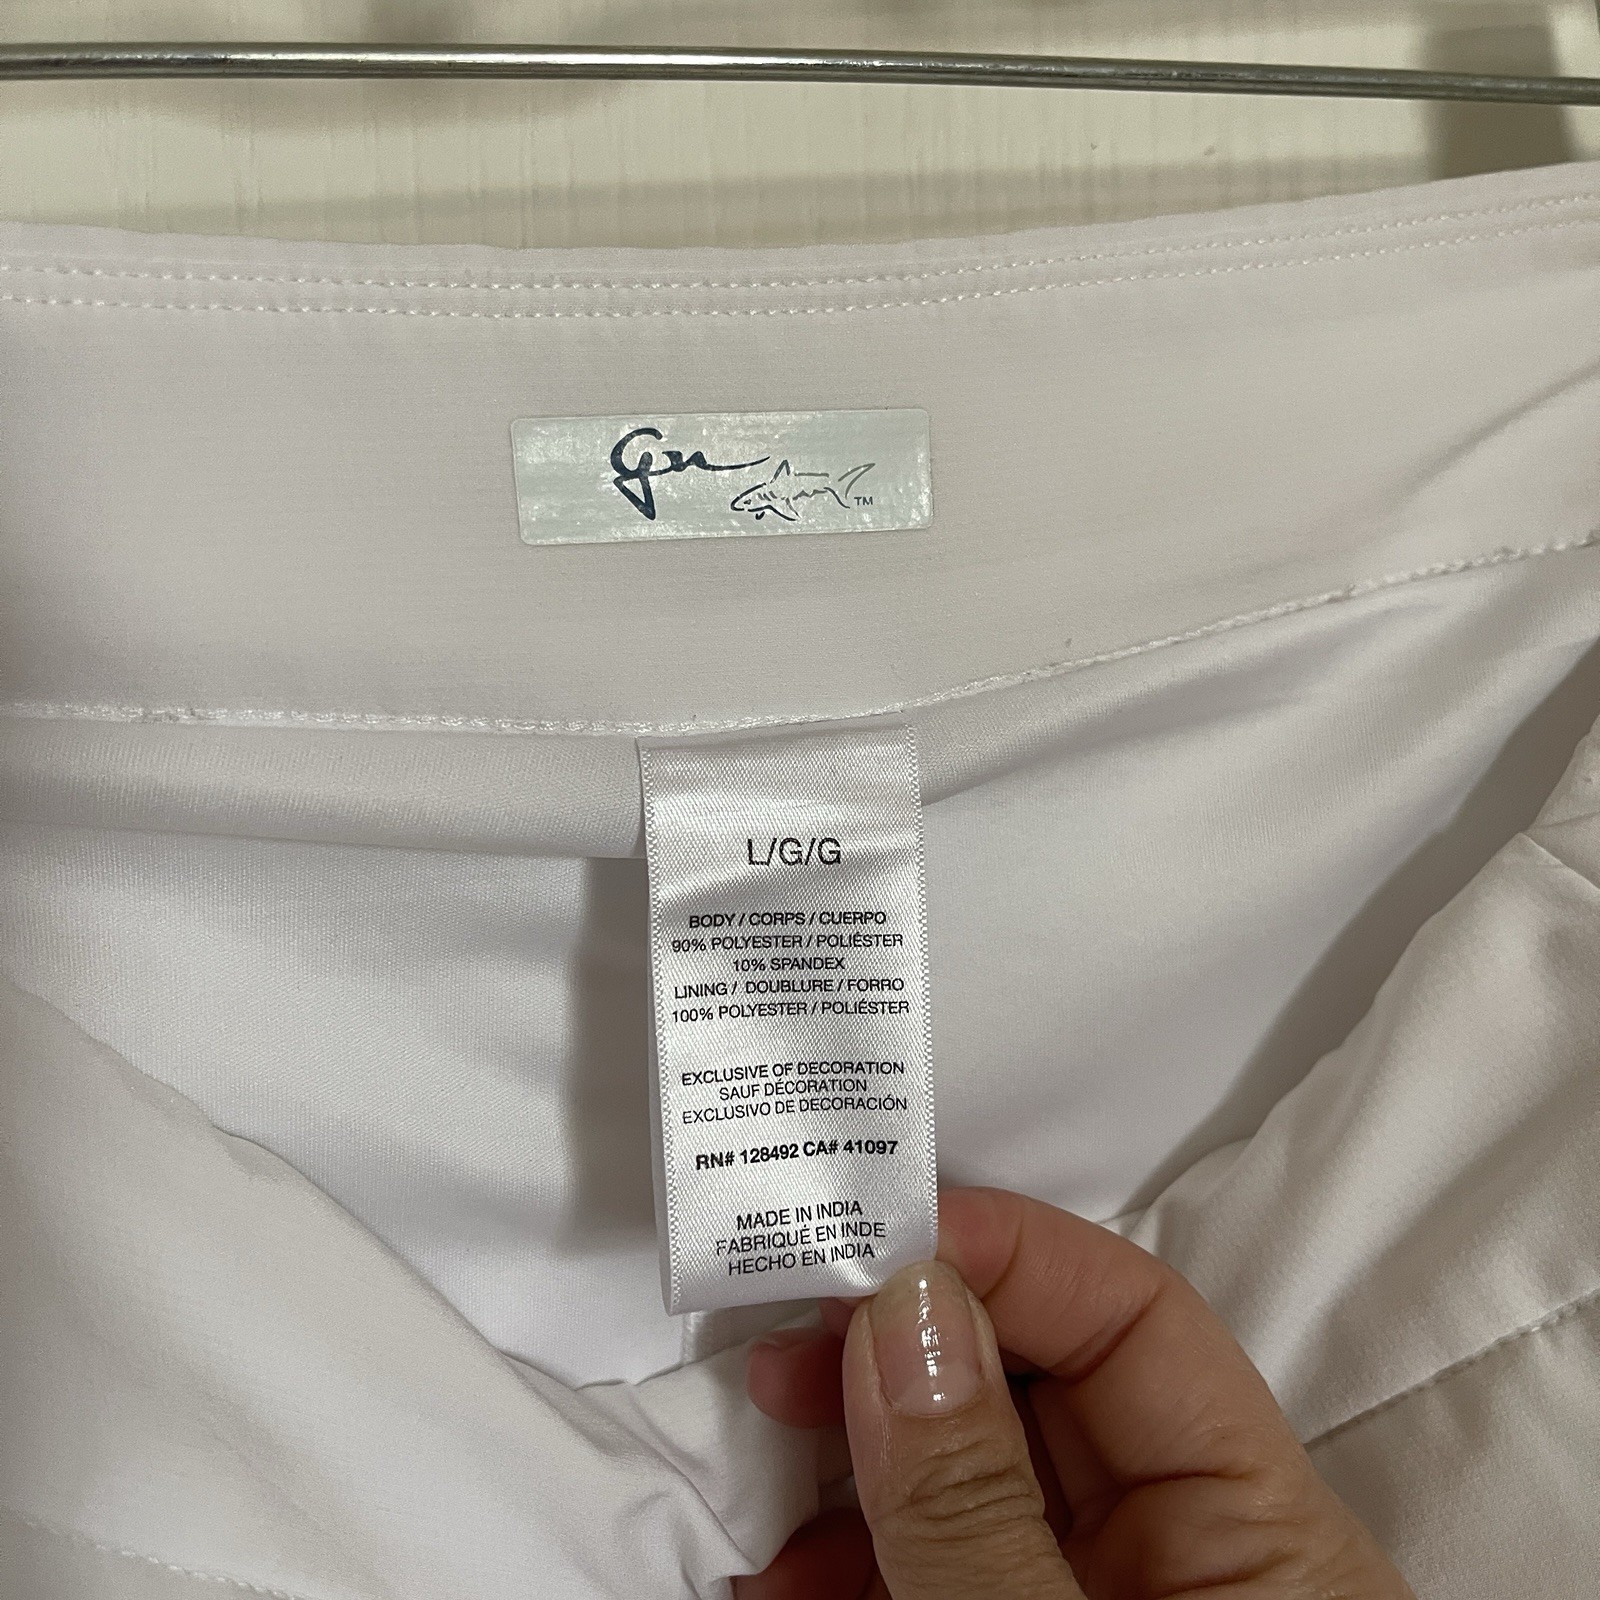 TM
L/G/G
BODY / CORPS / CUERPO
90% POLYESTER / POLIÉSTER
10% SPANDEX
LINING / DOUBLURE / FORRO
100% POLYESTER / POLIÉSTER
EXCLUSIVE OF DECORATION
SAUF DÉCORATION
EXCLUSIVO DE DECORACIÓN
RN# 128492 CA# 41097
MADE IN INDIA
FABRIQUÉ EN INDE
HECHO EN INDIA